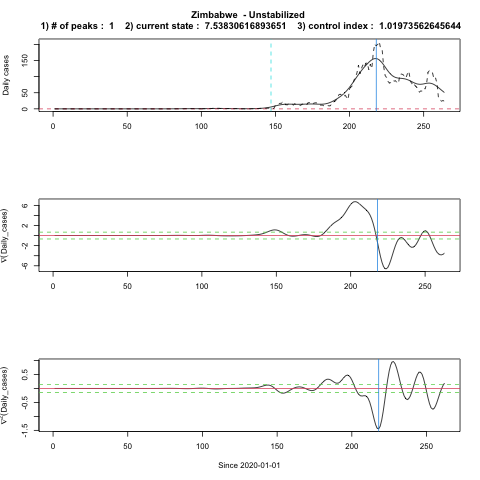 Zimbabwe - Unstabilized
1) # of peaks : 1 2) current state : 7.53830616893651 3) control index : 1.01973562645644
Daily cases
150
50
0
0 50 100 150 200 250
∇(Daily_cases)
6
2
-2
-6
0 50 100 150 200 250
∇²(Daily_cases)
0.5
-0.5
-1.5
0 50 100 150 200 250
Since 2020-01-01